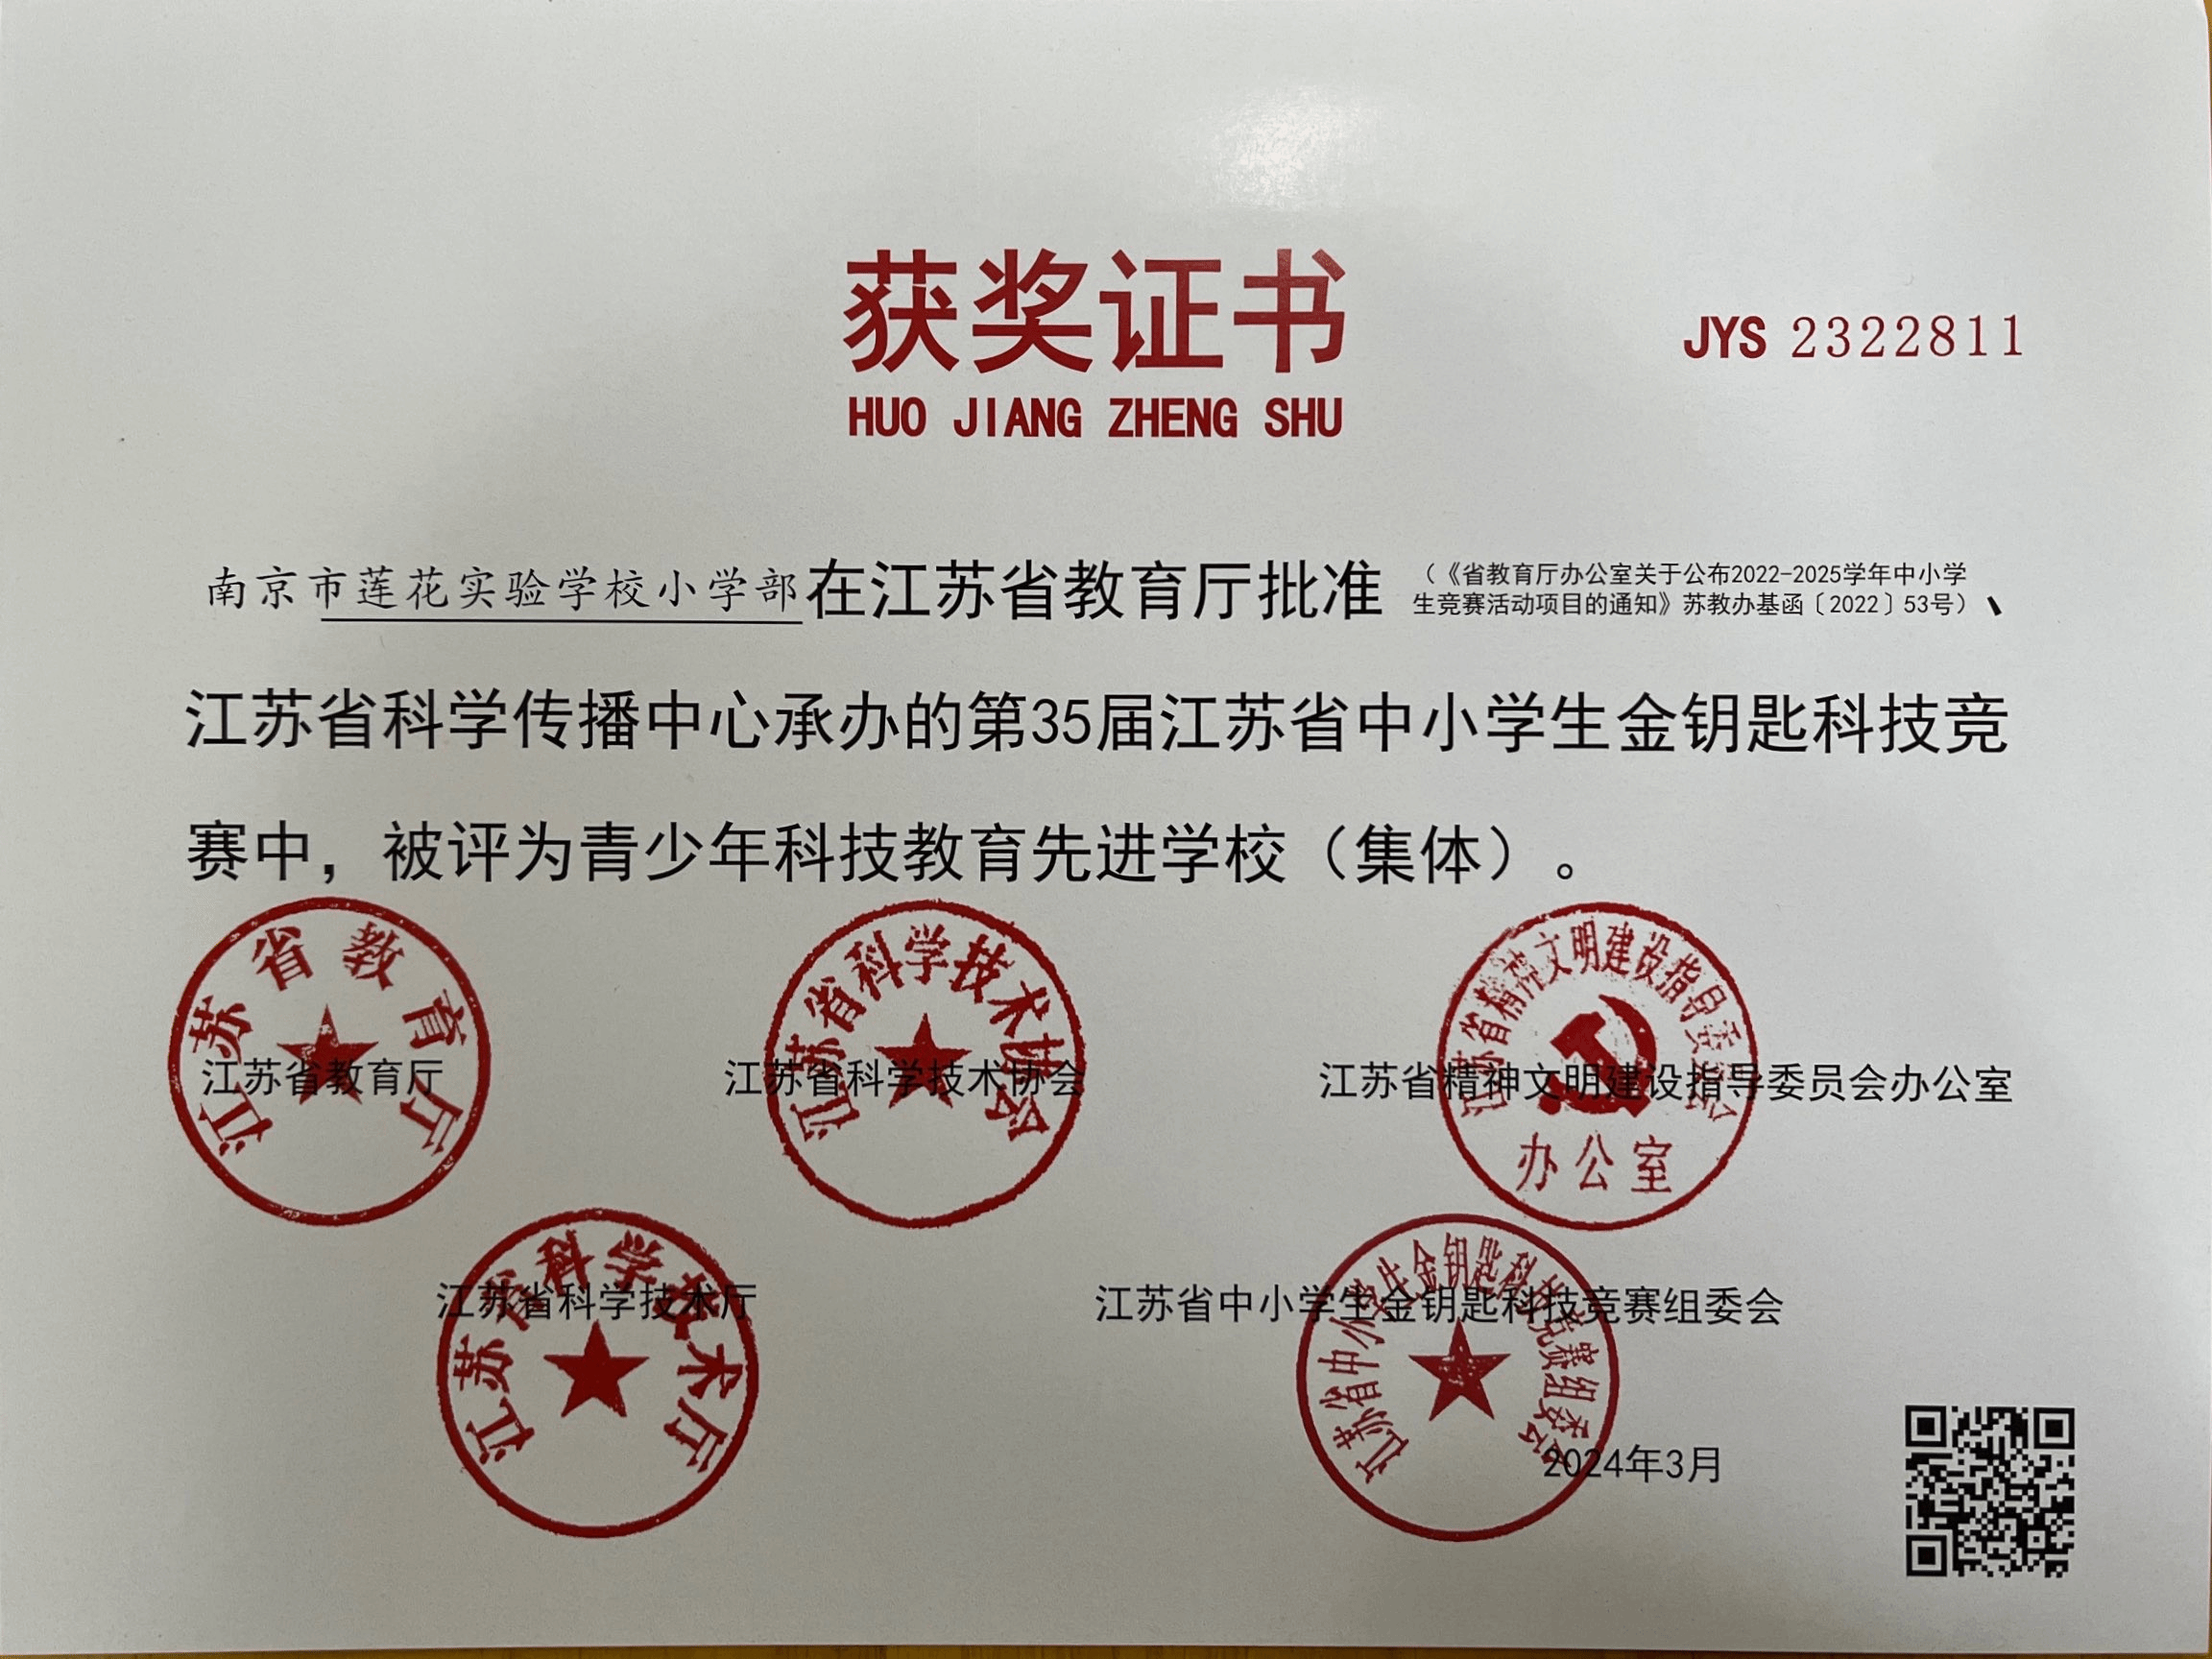 获奖证书
JYS 2322811
HUO JIANG ZHENG SHU
南京市莲花实验学校小学部在江苏省教育厅批准（《省教育厅办公室关于公布2022-2025学年中小学
生竞赛活动项目的通知》苏教办基函〔2022〕53号）、
江苏省科学传播中心承办的第35届江苏省中小学生金钥匙科技竞
赛中，被评为青少年科技教育先进学校（集体）。
江苏省教育厅
江苏省教育厅
江苏省科学技术协会
江苏省科学技术协会
江苏省精神文明建设指导委员会
江苏省精神文明建设指导委员会办公室
办公室
江苏省科学技术厅
江苏省科学技术厅
江苏省中小学生金钥匙科技竞赛组委会
江苏省中小学生金钥匙科技竞赛组委会
2024年3月